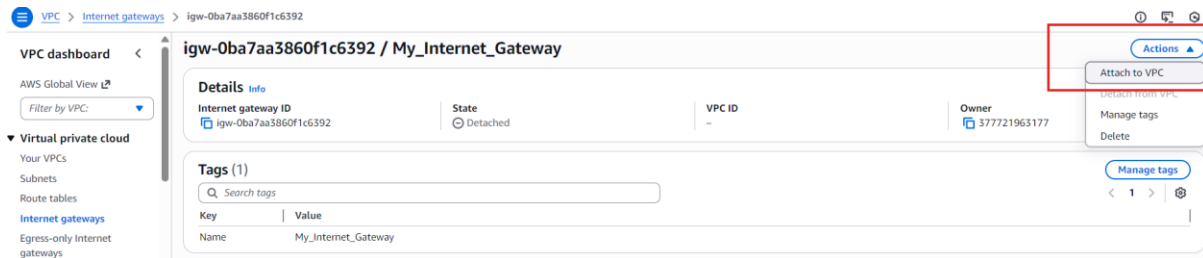 VPC > Internet gateways > igw-0ba7aa3860f1c6392
VPC dashboard
AWS Global View
Filter by VPC:
Virtual private cloud
Your VPCs
Subnets
Route tables
Internet gateways
Egress-only Internet
gateways
igw-0ba7aa3860f1c6392 / My_Internet_Gateway
Actions
Attach to VPC
Detach from VPC
Manage tags
Delete
Details Info
Internet gateway ID
igw-0ba7aa3860f1c6392
State
Detached
VPC ID
–
Owner
377721963177
Tags (1)
Manage tags
Search tags
1
Key Value
Name My_Internet_Gateway